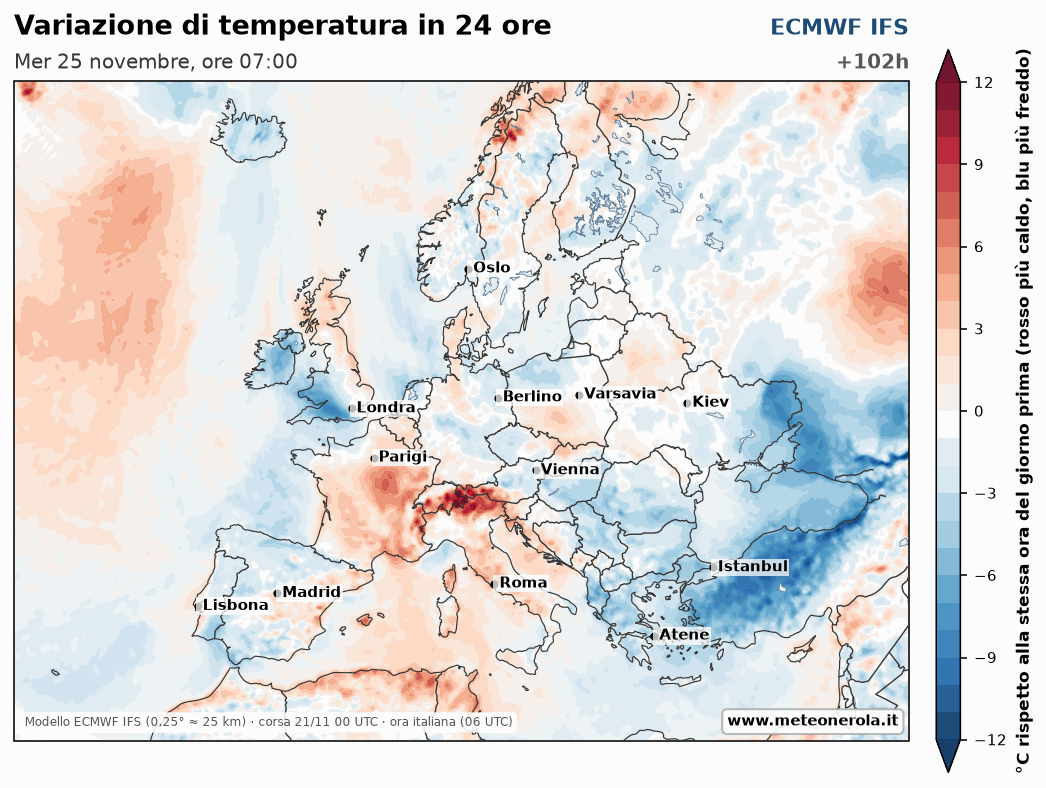 Variazione di temperatura in 24 ore
ECMWF IFS
Mer 25 novembre, ore 07:00
+102h
Oslo
Londra
Berlino
Varsavia
Kiev
Parigi
Vienna
Istanbul
Roma
Madrid
Lisbona
Atene
Modello ECMWF IFS (0,25° ≈ 25 km) · corsa 21/11 00 UTC · ora italiana (06 UTC)
www.meteonerola.it
12
9
6
3
0
−3
−6
−9
−12
°C rispetto alla stessa ora del giorno prima (rosso più caldo, blu più freddo)